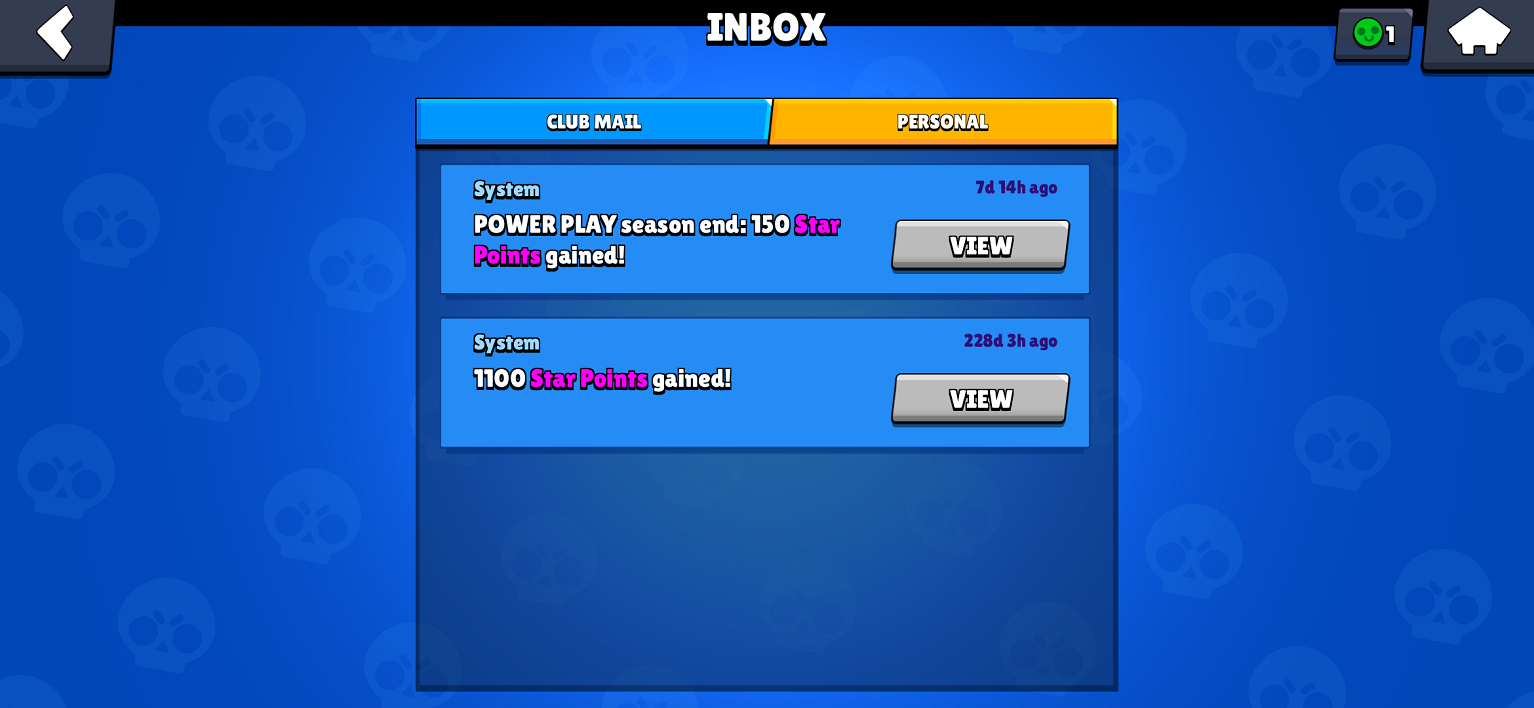 INBOX
1
CLUB MAIL
PERSONAL
System
7d 14h ago
POWER PLAY season end: 150 Star
Points gained!
VIEW
System
228d 3h ago
1100 Star Points gained!
VIEW